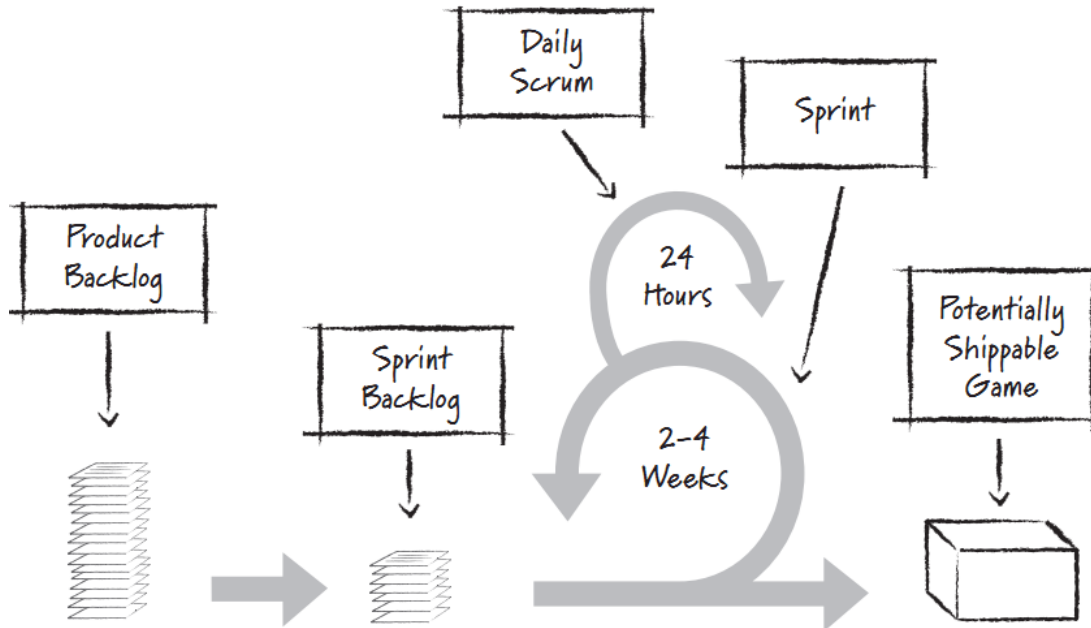 Daily
Scrum
Sprint
Product
Backlog
24
Hours
Potentially
Shippable
Game
Sprint
Backlog
2–4
Weeks